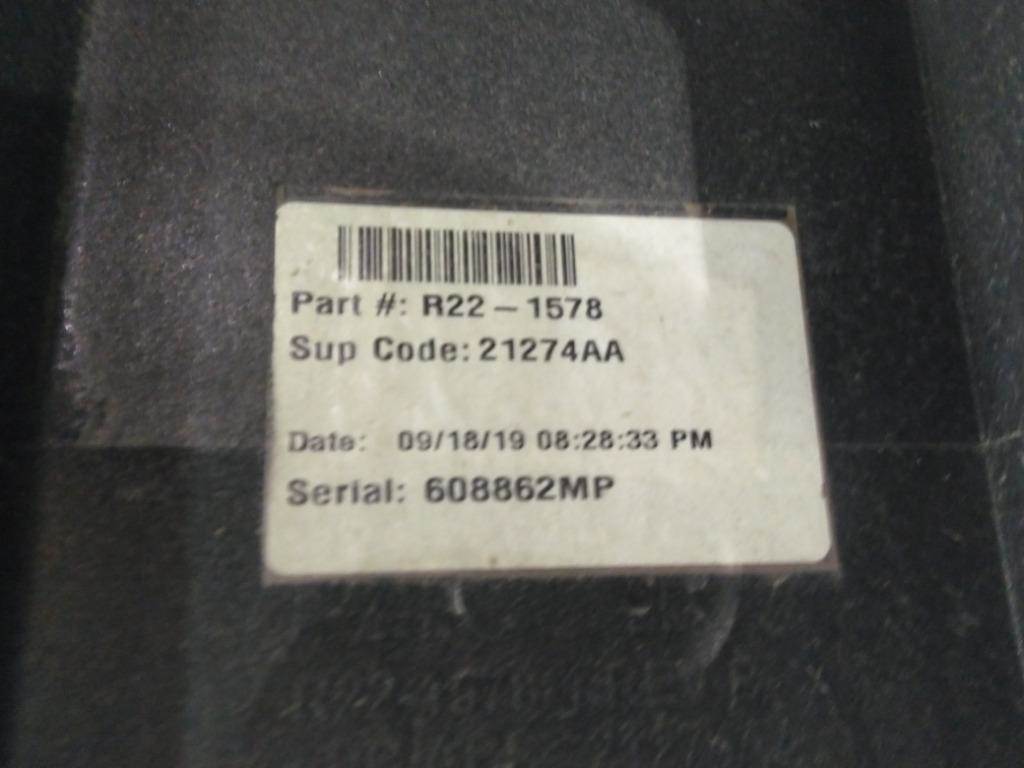 Part #: R22-1578
Sup Code: 21274AA
Date: 09/18/19 08:28:33 PM
Serial: 608862MP